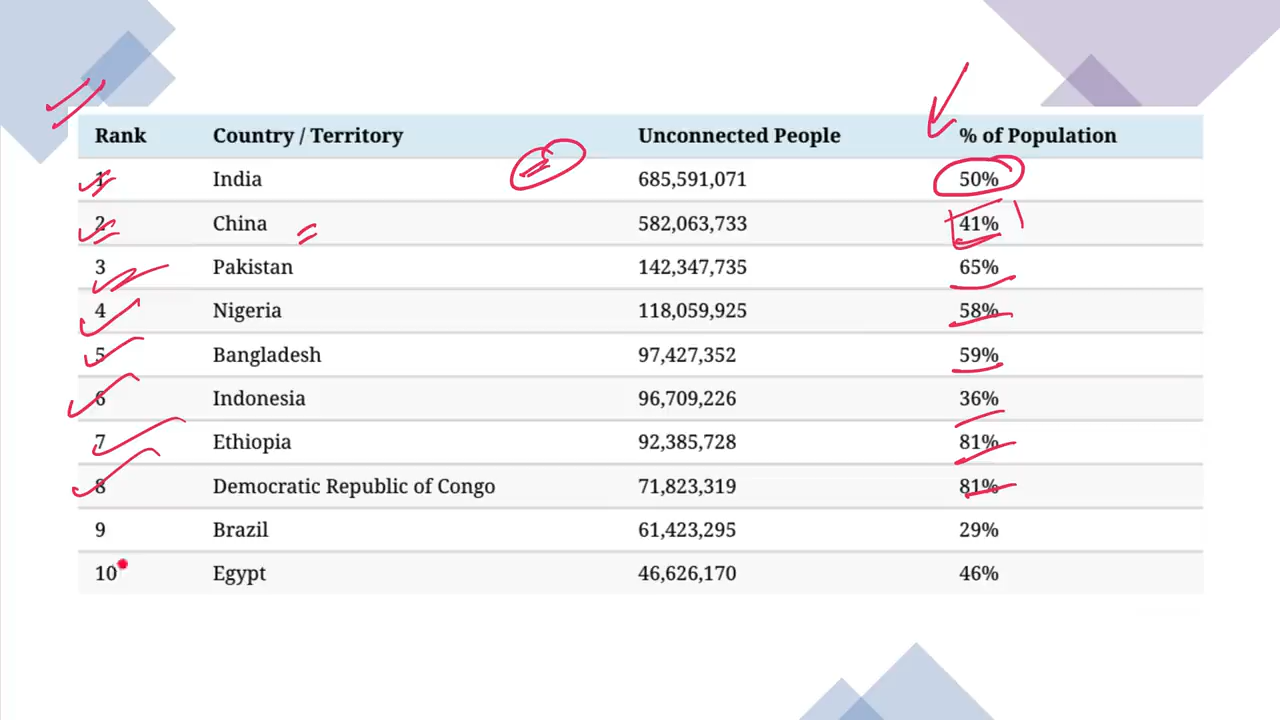 Rank Country / Territory Unconnected People % of Population
1 India 685,591,071 50%
2 China 582,063,733 41%
3 Pakistan 142,347,735 65%
4 Nigeria 118,059,925 58%
5 Bangladesh 97,427,352 59%
6 Indonesia 96,709,226 36%
7 Ethiopia 92,385,728 81%
8 Democratic Republic of Congo 71,823,319 81%
9 Brazil 61,423,295 29%
10 Egypt 46,626,170 46%